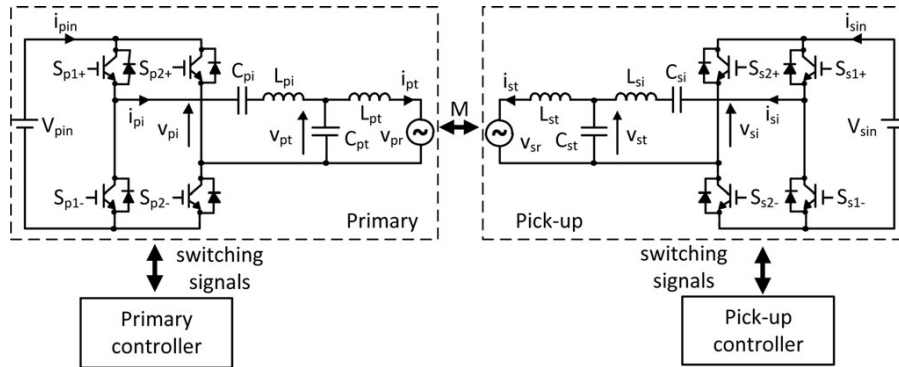 i_pin
S_p1+
S_p2+
C_pi
L_pi
i_pt
i_pi
v_pi
L_pt
V_pin
v_pt
C_pt
v_pr
S_p1-
S_p2-
Primary
M
i_sin
S_s2+
S_s1+
C_si
L_si
i_st
i_si
L_st
v_si
V_sin
v_sr
C_st
v_st
S_s2-
S_s1-
Pick-up
switching
signals
Primary
controller
switching
signals
Pick-up
controller